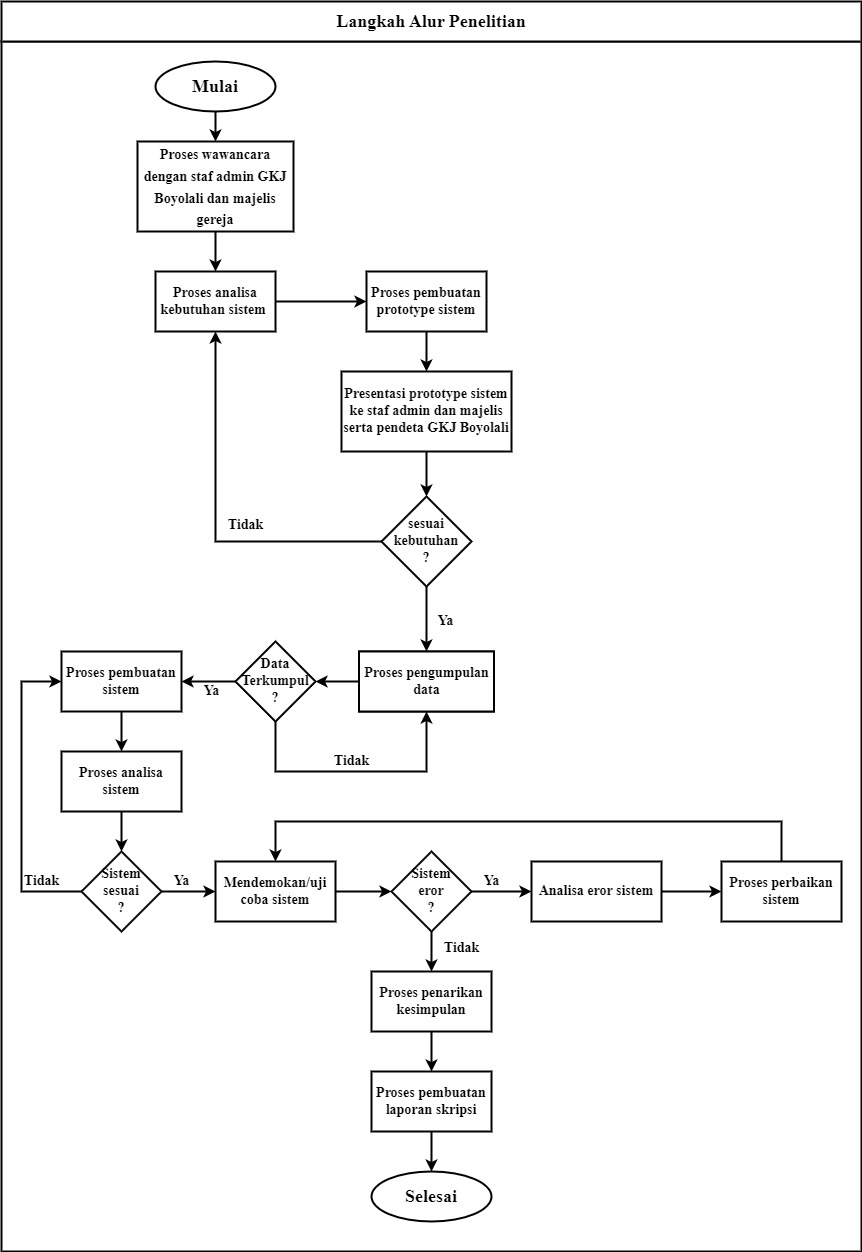 Langkah Alur Penelitian
Mulai
Proses wawancara
dengan staf admin GKJ
Boyolali dan majelis
gereja
Proses analisa
kebutuhan sistem
Proses pembuatan
prototype sistem
Presentasi prototype sistem
ke staf admin dan majelis
serta pendeta GKJ Boyolali
sesuai
kebutuhan
?
Tidak
Ya
Proses pengumpulan
data
Data
Terkumpul
?
Tidak
Ya
Proses pembuatan
sistem
Proses analisa
sistem
Sistem
sesuai
?
Tidak
Ya
Mendemokan/uji
coba sistem
Sistem
eror
?
Ya
Analisa eror sistem
Proses perbaikan
sistem
Tidak
Proses penarikan
kesimpulan
Proses pembuatan
laporan skripsi
Selesai